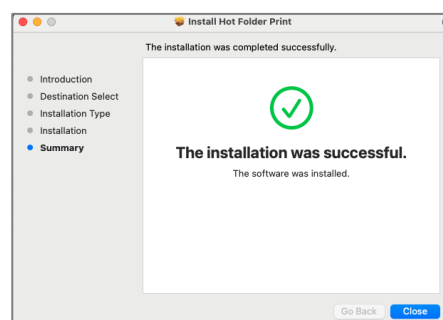 Install Hot Folder Print
The installation was completed successfully.
Introduction
Destination Select
Installation Type
Installation
Summary
The installation was successful.
The software was installed.
Go Back
Close